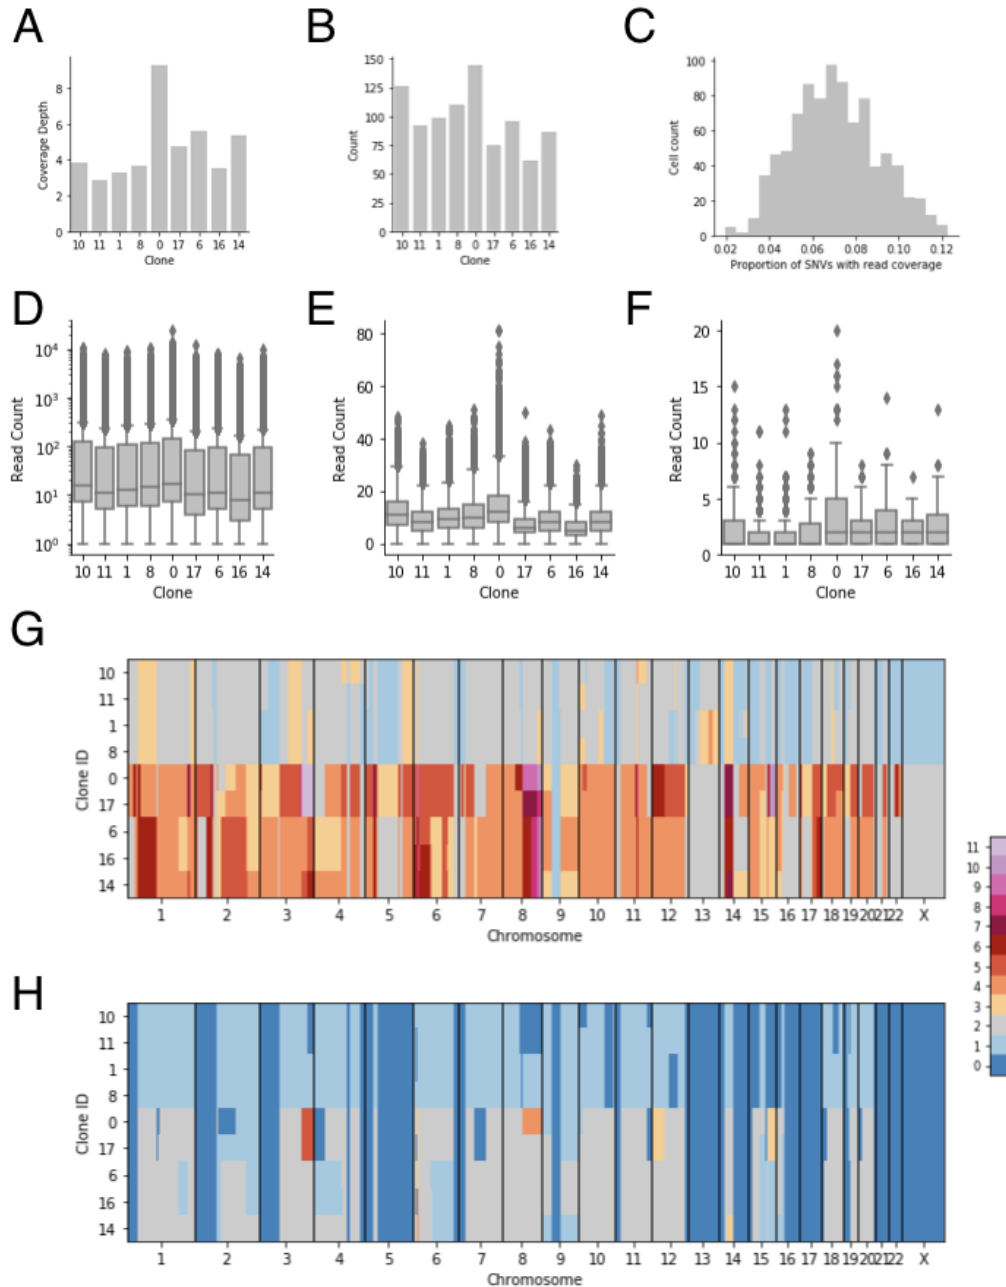 A
B
C
Coverage Depth
8
6
4
2
0
10 11 1 8 0 17 6 16 14
Clone
Count
150
125
100
75
50
25
0
10 11 1 8 0 17 6 16 14
Clone
Cell count
100
80
60
40
20
0
0.02 0.04 0.06 0.08 0.10 0.12
Proportion of SNVs with read coverage
D
E
F
Read Count
10⁴
10³
10²
10¹
10⁰
10 11 1 8 0 17 6 16 14
Clone
Read Count
80
60
40
20
0
10 11 1 8 0 17 6 16 14
Clone
Read Count
20
15
10
5
0
10 11 1 8 0 17 6 16 14
Clone
G
Clone ID
10
11
1
8
0
17
6
16
14
1 2 3 4 5 6 7 8 9 10 11 12 13 14 15 16 17 18 19 20 21 22 X
Chromosome
11
10
9
8
7
6
5
4
3
2
1
0
H
Clone ID
10
11
1
8
0
17
6
16
14
1 2 3 4 5 6 7 8 9 10 11 12 13 14 15 16 17 18 19 20 21 22 X
Chromosome